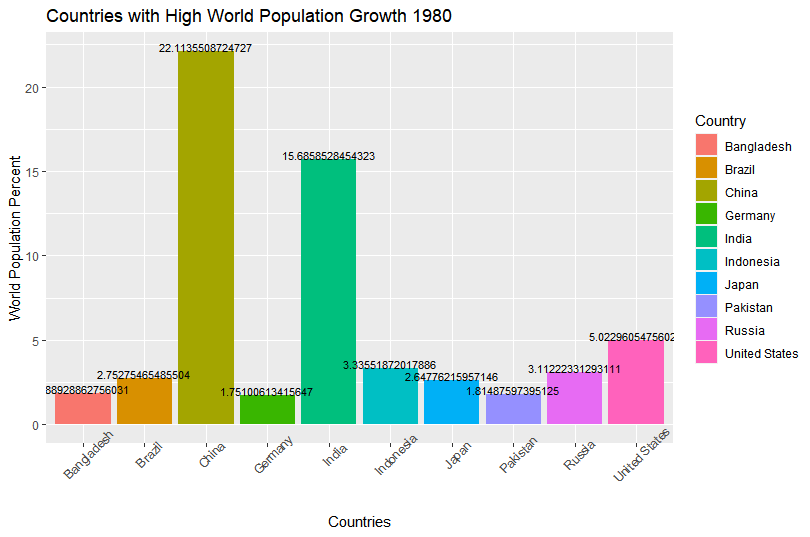 Countries with High World Population Growth 1980
22.1135508724727
15.6858528454323
5.0229605475602
3.33551872017886
3.11222331293111
2.75275465485504
2.64776215957146
88928862756031
1.81487597395125
1.75100613415647
20
15
10
5
0
World Population Percent
Bangladesh
Brazil
China
Germany
India
Indonesia
Japan
Pakistan
Russia
United States
Countries
Country
Bangladesh
Brazil
China
Germany
India
Indonesia
Japan
Pakistan
Russia
United States